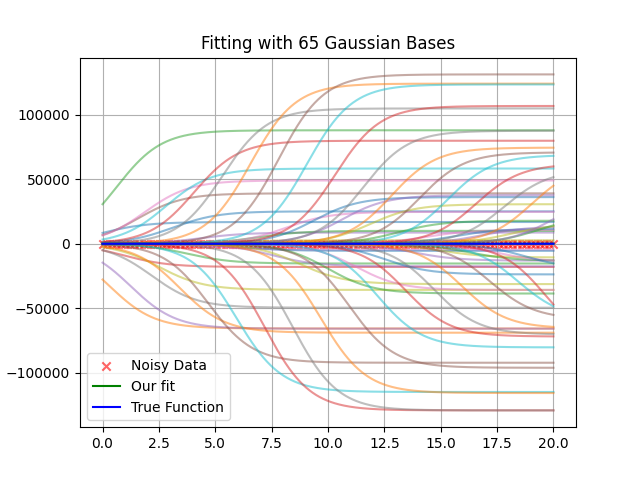 Fitting with 65 Gaussian Bases
100000
50000
0
−50000
−100000
Noisy Data
Our fit
True Function
0.0 2.5 5.0 7.5 10.0 12.5 15.0 17.5 20.0